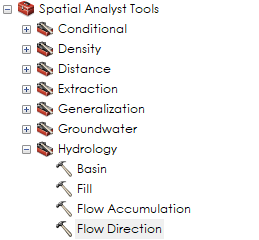 Spatial Analyst Tools
Conditional
Density
Distance
Extraction
Generalization
Groundwater
Hydrology
Basin
Fill
Flow Accumulation
Flow Direction